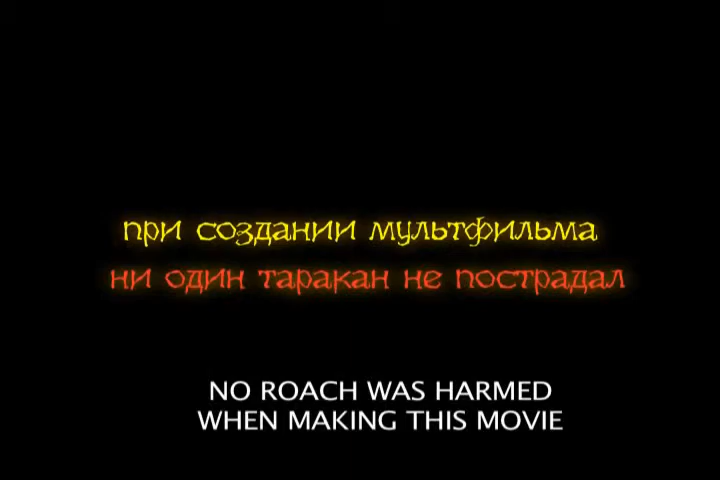 при создании мультфильма
ни один таракан не пострадал
NO ROACH WAS HARMED
WHEN MAKING THIS MOVIE